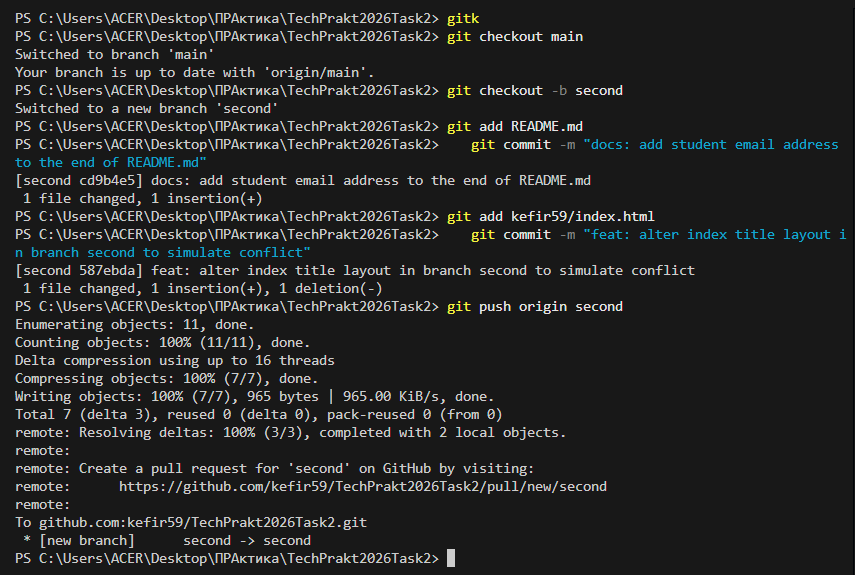 PS C:\Users\ACER\Desktop\ПРАктика\TechPrakt2026Task2> gitk
PS C:\Users\ACER\Desktop\ПРАктика\TechPrakt2026Task2> git checkout main
Switched to branch 'main'
Your branch is up to date with 'origin/main'.
PS C:\Users\ACER\Desktop\ПРАктика\TechPrakt2026Task2> git checkout -b second
Switched to a new branch 'second'
PS C:\Users\ACER\Desktop\ПРАктика\TechPrakt2026Task2> git add README.md
PS C:\Users\ACER\Desktop\ПРАктика\TechPrakt2026Task2>    git commit -m "docs: add student email address
to the end of README.md"
[second cd9b4e5] docs: add student email address to the end of README.md
 1 file changed, 1 insertion(+)
PS C:\Users\ACER\Desktop\ПРАктика\TechPrakt2026Task2> git add kefir59/index.html
PS C:\Users\ACER\Desktop\ПРАктика\TechPrakt2026Task2>    git commit -m "feat: alter index title layout i
n branch second to simulate conflict"
[second 587ebda] feat: alter index title layout in branch second to simulate conflict
 1 file changed, 1 insertion(+), 1 deletion(-)
PS C:\Users\ACER\Desktop\ПРАктика\TechPrakt2026Task2> git push origin second
Enumerating objects: 11, done.
Counting objects: 100% (11/11), done.
Delta compression using up to 16 threads
Compressing objects: 100% (7/7), done.
Writing objects: 100% (7/7), 965 bytes | 965.00 KiB/s, done.
Total 7 (delta 3), reused 0 (delta 0), pack-reused 0 (from 0)
remote: Resolving deltas: 100% (3/3), completed with 2 local objects.
remote:
remote: Create a pull request for 'second' on GitHub by visiting:
remote:      https://github.com/kefir59/TechPrakt2026Task2/pull/new/second
remote:
To github.com:kefir59/TechPrakt2026Task2.git
 * [new branch]      second -> second
PS C:\Users\ACER\Desktop\ПРАктика\TechPrakt2026Task2>